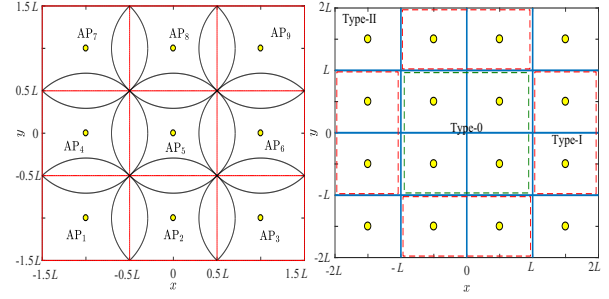 1.5L
AP7 AP8 AP9
0.5L
y
0
AP4 AP5 AP6
-0.5L
AP1 AP2 AP3
-1.5L
-1.5L -0.5L 0 0.5L 1.5L
x
2L
Type-II
L
Type-0
y
0
Type-I
-L
-2L
-2L -L 0 L 2L
x